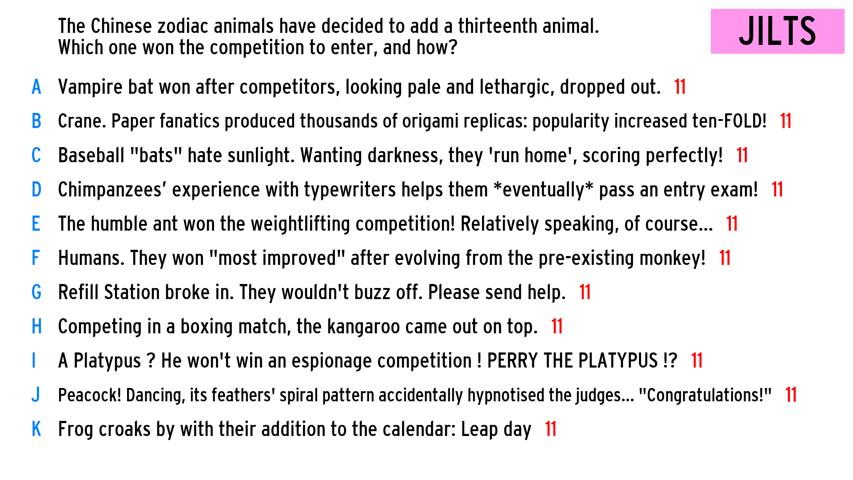 The Chinese zodiac animals have decided to add a thirteenth animal.
Which one won the competition to enter, and how?
JILTS
A Vampire bat won after competitors, looking pale and lethargic, dropped out. 11
B Crane. Paper fanatics produced thousands of origami replicas: popularity increased ten-FOLD! 11
C Baseball "bats" hate sunlight. Wanting darkness, they 'run home', scoring perfectly! 11
D Chimpanzees’ experience with typewriters helps them *eventually* pass an entry exam! 11
E The humble ant won the weightlifting competition! Relatively speaking, of course... 11
F Humans. They won "most improved" after evolving from the pre-existing monkey! 11
G Refill Station broke in. They wouldn't buzz off. Please send help. 11
H Competing in a boxing match, the kangaroo came out on top. 11
I A Platypus ? He won't win an espionage competition ! PERRY THE PLATYPUS !? 11
J Peacock! Dancing, its feathers' spiral pattern accidentally hypnotised the judges... "Congratulations!" 11
K Frog croaks by with their addition to the calendar: Leap day 11